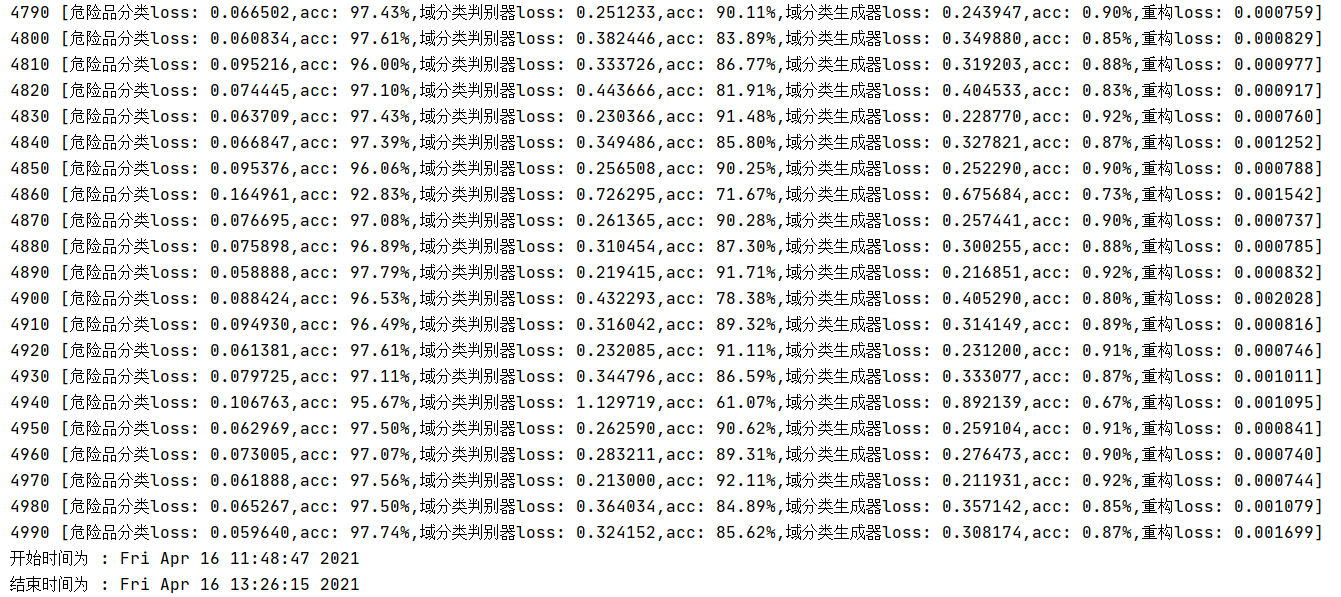 4790 [危险品分类loss: 0.066502,acc: 97.43%,域分类判别器loss: 0.251233,acc: 90.11%,域分类生成器loss: 0.243947,acc: 0.90%,重构loss: 0.000759]
4800 [危险品分类loss: 0.060834,acc: 97.61%,域分类判别器loss: 0.382446,acc: 83.89%,域分类生成器loss: 0.349880,acc: 0.85%,重构loss: 0.000829]
4810 [危险品分类loss: 0.095216,acc: 96.00%,域分类判别器loss: 0.333726,acc: 86.77%,域分类生成器loss: 0.319203,acc: 0.88%,重构loss: 0.000977]
4820 [危险品分类loss: 0.074445,acc: 97.10%,域分类判别器loss: 0.443666,acc: 81.91%,域分类生成器loss: 0.404533,acc: 0.83%,重构loss: 0.000917]
4830 [危险品分类loss: 0.063709,acc: 97.43%,域分类判别器loss: 0.230366,acc: 91.48%,域分类生成器loss: 0.228770,acc: 0.92%,重构loss: 0.000760]
4840 [危险品分类loss: 0.066847,acc: 97.39%,域分类判别器loss: 0.349486,acc: 85.80%,域分类生成器loss: 0.327821,acc: 0.87%,重构loss: 0.001252]
4850 [危险品分类loss: 0.095376,acc: 96.06%,域分类判别器loss: 0.256508,acc: 90.25%,域分类生成器loss: 0.252290,acc: 0.90%,重构loss: 0.000788]
4860 [危险品分类loss: 0.164961,acc: 92.83%,域分类判别器loss: 0.726295,acc: 71.67%,域分类生成器loss: 0.675684,acc: 0.73%,重构loss: 0.001542]
4870 [危险品分类loss: 0.076695,acc: 97.08%,域分类判别器loss: 0.261365,acc: 90.28%,域分类生成器loss: 0.257441,acc: 0.90%,重构loss: 0.000737]
4880 [危险品分类loss: 0.075898,acc: 96.89%,域分类判别器loss: 0.310454,acc: 87.30%,域分类生成器loss: 0.300255,acc: 0.88%,重构loss: 0.000785]
4890 [危险品分类loss: 0.058888,acc: 97.79%,域分类判别器loss: 0.219415,acc: 91.71%,域分类生成器loss: 0.216851,acc: 0.92%,重构loss: 0.000832]
4900 [危险品分类loss: 0.088424,acc: 96.53%,域分类判别器loss: 0.432293,acc: 78.38%,域分类生成器loss: 0.405290,acc: 0.80%,重构loss: 0.002028]
4910 [危险品分类loss: 0.094930,acc: 96.49%,域分类判别器loss: 0.316042,acc: 89.32%,域分类生成器loss: 0.314149,acc: 0.89%,重构loss: 0.000816]
4920 [危险品分类loss: 0.061381,acc: 97.61%,域分类判别器loss: 0.232085,acc: 91.11%,域分类生成器loss: 0.231200,acc: 0.91%,重构loss: 0.000746]
4930 [危险品分类loss: 0.079725,acc: 97.11%,域分类判别器loss: 0.344796,acc: 86.59%,域分类生成器loss: 0.333077,acc: 0.87%,重构loss: 0.001011]
4940 [危险品分类loss: 0.106763,acc: 95.67%,域分类判别器loss: 1.129719,acc: 61.07%,域分类生成器loss: 0.892139,acc: 0.67%,重构loss: 0.001095]
4950 [危险品分类loss: 0.062969,acc: 97.50%,域分类判别器loss: 0.262590,acc: 90.62%,域分类生成器loss: 0.259104,acc: 0.91%,重构loss: 0.000841]
4960 [危险品分类loss: 0.073005,acc: 97.07%,域分类判别器loss: 0.283211,acc: 89.31%,域分类生成器loss: 0.276473,acc: 0.90%,重构loss: 0.000740]
4970 [危险品分类loss: 0.061888,acc: 97.56%,域分类判别器loss: 0.213000,acc: 92.11%,域分类生成器loss: 0.211931,acc: 0.92%,重构loss: 0.000744]
4980 [危险品分类loss: 0.065267,acc: 97.50%,域分类判别器loss: 0.364034,acc: 84.89%,域分类生成器loss: 0.357142,acc: 0.85%,重构loss: 0.001079]
4990 [危险品分类loss: 0.059640,acc: 97.74%,域分类判别器loss: 0.324152,acc: 85.62%,域分类生成器loss: 0.308174,acc: 0.87%,重构loss: 0.001699]
开始时间为 : Fri Apr 16 11:48:47 2021
结束时间为 : Fri Apr 16 13:26:15 2021